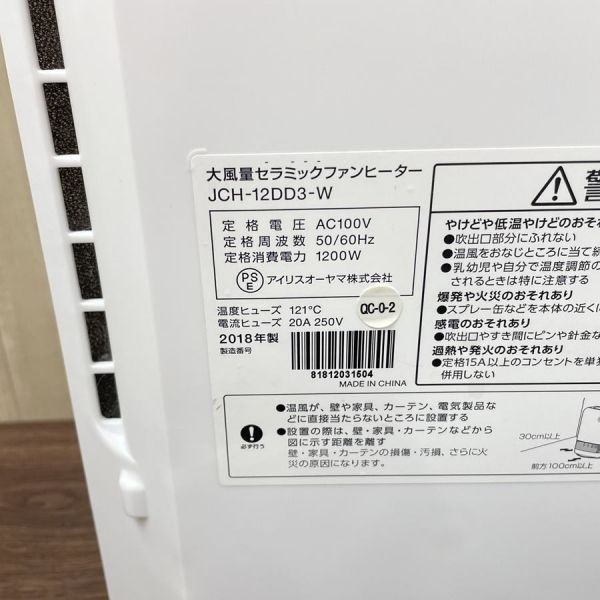 大風量セラミックファンヒーター
JCH-12DD3-W
定格電圧 AC100V
定格周波数 50/60Hz
定格消費電力 1200W
PS
E
アイリスオーヤマ株式会社
温度ヒューズ 121℃
電流ヒューズ 20A 250V
QC-0-2
2018年製
製造番号
81812031504
MADE IN CHINA
やけどや低温やけどのおそれ
●吹出口部分にふれない
●温風をおなじところに当て続
●乳幼児や自分で温度調節の
されるときは特に注意する
爆発や火災のおそれあり
●スプレー缶などを本体の近くに
感電のおそれあり
●吹出口やすき間にピンや針金な
過熱や発火のおそれあり
●定格15A以上のコンセントを単独
併用しない
必ず行う
●温風が、壁や家具、カーテン、電気製品な
どに直接当たらないところに設置する
●設置の際は、壁・家具・カーテンなどから
図に示す距離を離す
壁・家具・カーテンの損傷・汚損、さらに火
災の原因になります。
30cm以上
前方100cm以上